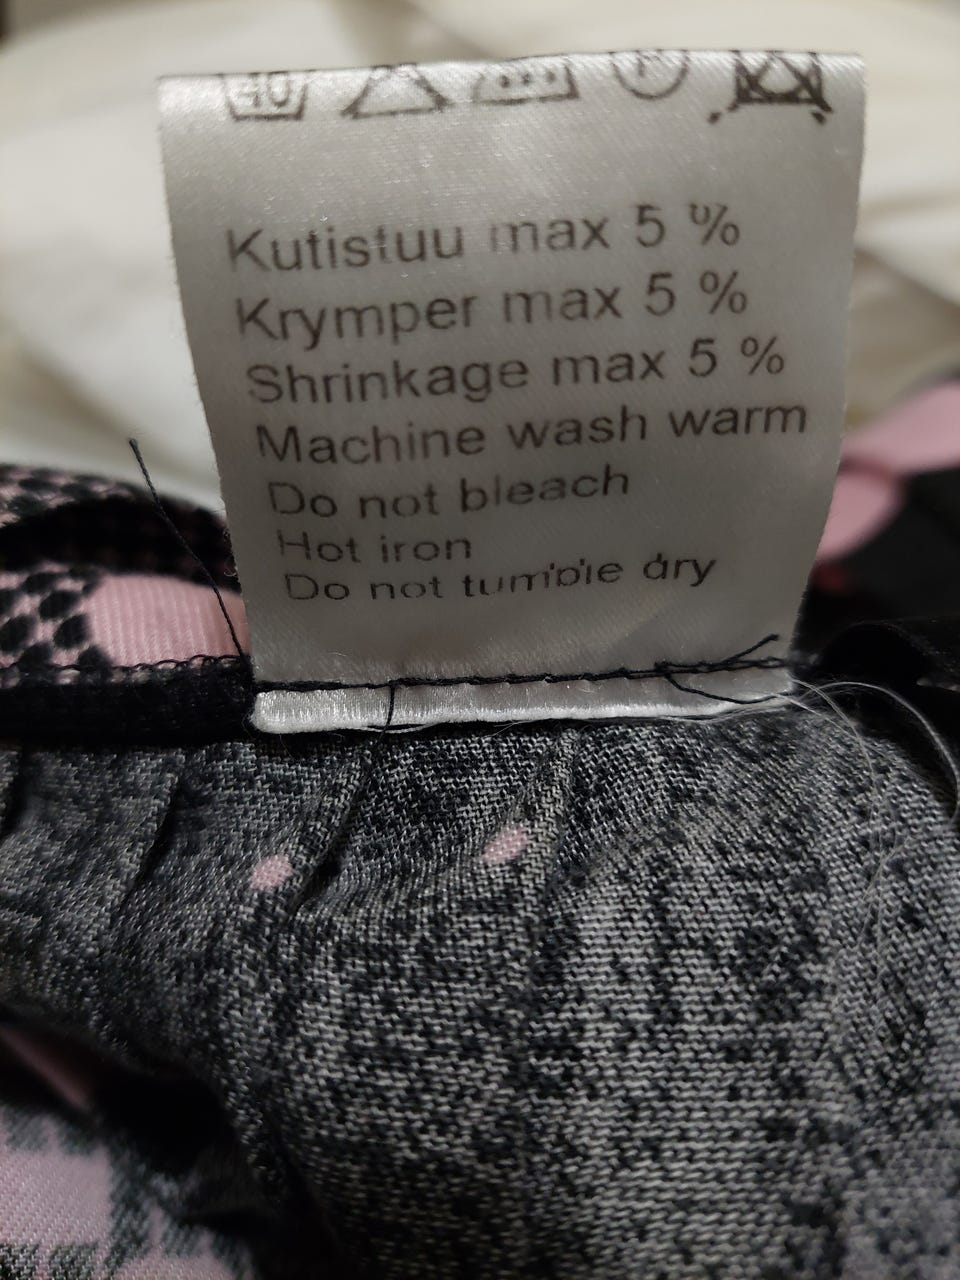 40 P
Kutistuu max 5 %
Krymper max 5 %
Shrinkage max 5 %
Machine wash warm
Do not bleach
Hot iron
Do not tumble dry